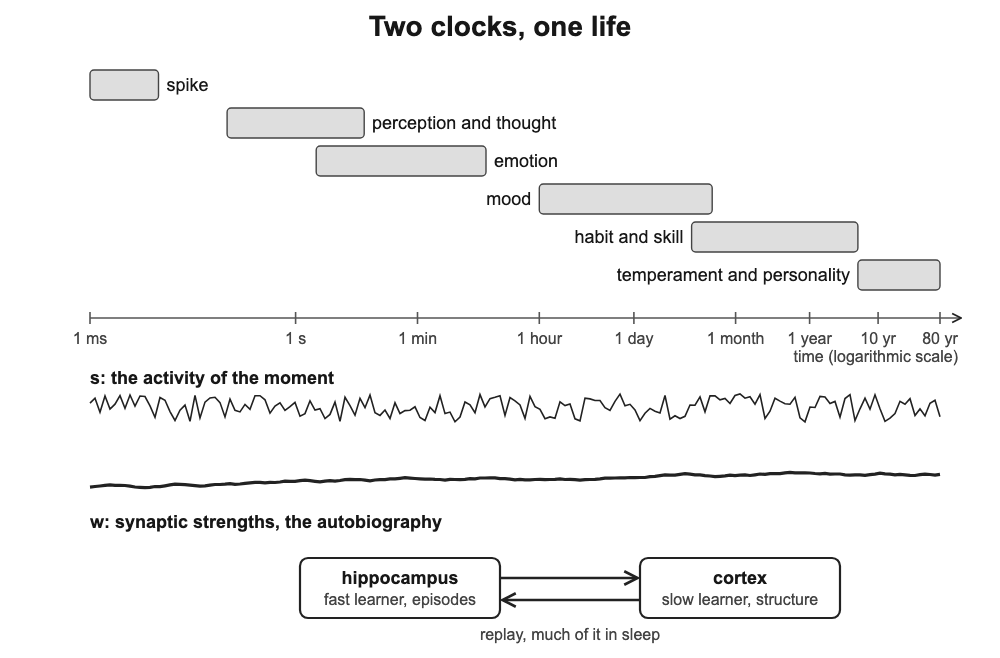 Two clocks, one life
spike
perception and thought
emotion
mood
habit and skill
temperament and personality
1 ms 1 s 1 min 1 hour 1 day 1 month 1 year 10 yr 80 yr
time (logarithmic scale)
s: the activity of the moment
w: synaptic strengths, the autobiography
hippocampus
fast learner, episodes
cortex
slow learner, structure
replay, much of it in sleep